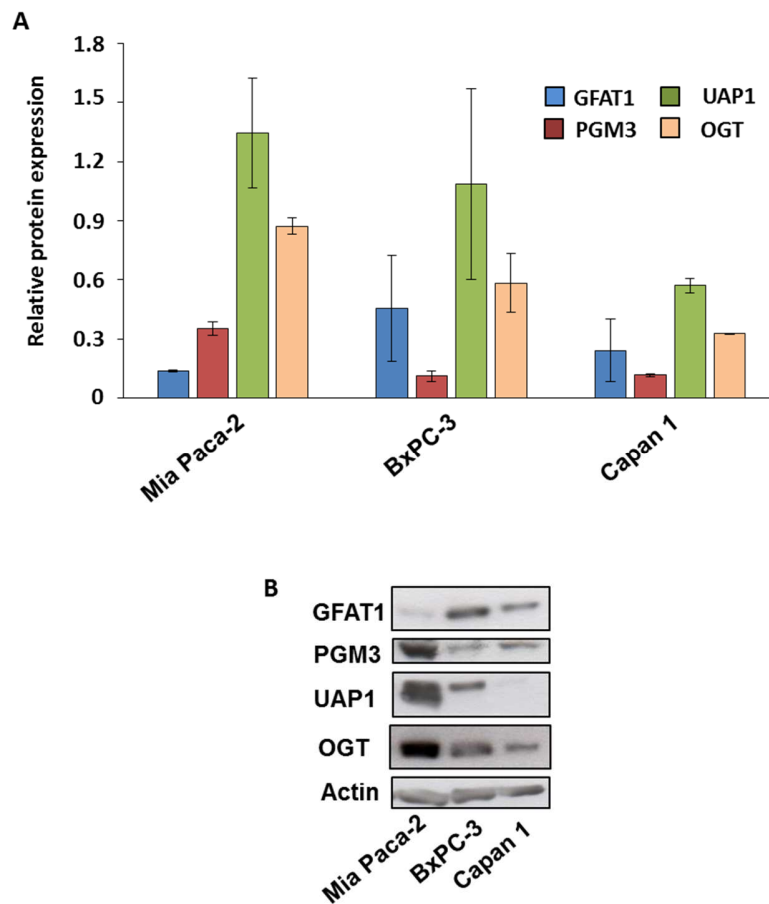 A
1.8
1.5
1.2
0.9
0.6
0.3
0
Relative protein expression
GFAT1 UAP1
PGM3 OGT
Mia Paca-2 BxPC-3 Capan 1
B
GFAT1
PGM3
UAP1
OGT
Actin
Mia Paca-2 BxPC-3 Capan 1